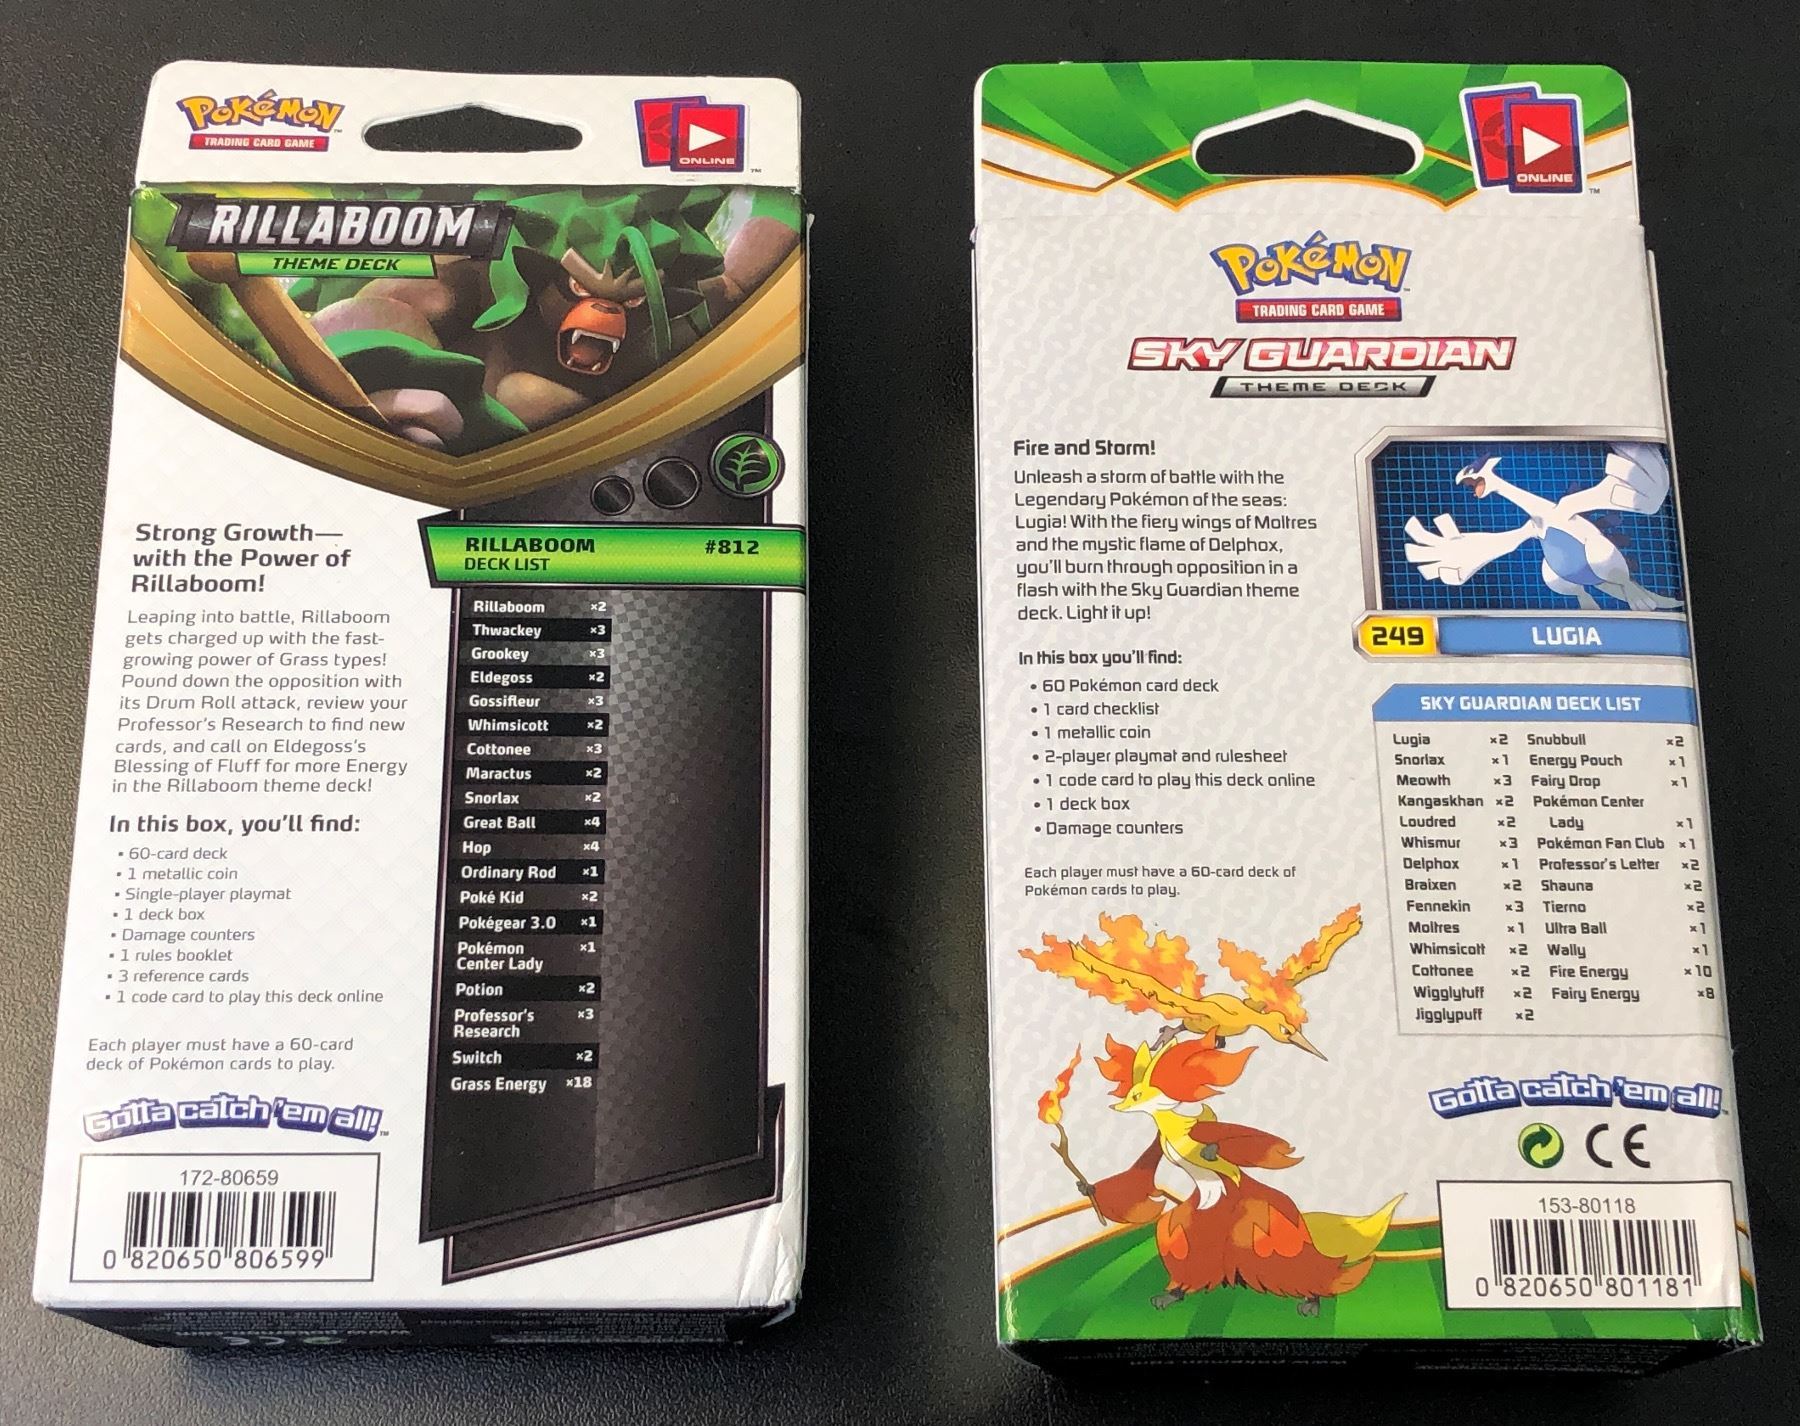 POKéMON
TRADING CARD GAME
ONLINE
TM
RILLABOOM
THEME DECK
Strong Growth—
with the Power of
Rillaboom!
Leaping into battle, Rillaboom
gets charged up with the fast-
growing power of Grass types!
Pound down the opposition with
its Drum Roll attack, review your
Professor's Research to find new
cards, and call on Eldegoss's
Blessing of Fluff for more Energy
in the Rillaboom theme deck!
In this box, you'll find:
• 60-card deck
• 1 metallic coin
• Single-player playmat
• 1 deck box
• Damage counters
• 1 rules booklet
• 3 reference cards
• 1 code card to play this deck online
Each player must have a 60-card
deck of Pokémon cards to play.
Gotta catch 'em all!™
172-80659
0 820650 806599
RILLABOOM #812
DECK LIST
Rillaboom ×2
Thwackey ×3
Grookey ×3
Eldegoss ×2
Gossifleur ×3
Whimsicott ×2
Cottonee ×3
Maractus ×2
Snorlax ×2
Great Ball ×4
Hop ×4
Ordinary Rod ×1
Poké Kid ×2
Pokégear 3.0 ×1
Pokémon ×1
Center Lady
Potion ×2
Professor's ×3
Research
Switch ×2
Grass Energy ×18
ONLINE
TM
POKéMON
TRADING CARD GAME
SKY GUARDIAN
THEME DECK
Fire and Storm!
Unleash a storm of battle with the
Legendary Pokémon of the seas:
Lugia! With the fiery wings of Moltres
and the mystic flame of Delphox,
you'll burn through opposition in a
flash with the Sky Guardian theme
deck. Light it up!
In this box you'll find:
• 60 Pokémon card deck
• 1 card checklist
• 1 metallic coin
• 2-player playmat and rulesheet
• 1 code card to play this deck online
• 1 deck box
• Damage counters
Each player must have a 60-card deck of
Pokémon cards to play.
249 LUGIA
SKY GUARDIAN DECK LIST
Lugia ×2
Snorlax ×1
Meowth ×3
Kangaskhan ×2
Loudred ×2
Whismur ×3
Delphox ×1
Braixen ×2
Fennekin ×3
Moltres ×1
Whimsicott ×2
Cottonee ×2
Wigglytuff ×2
Jigglypuff ×2
Snubbull ×2
Energy Pouch ×1
Fairy Drop ×1
Pokémon Center
Lady ×1
Pokémon Fan Club ×1
Professor's Letter ×2
Shauna ×2
Tierno ×2
Ultra Ball ×1
Wally ×1
Fire Energy ×10
Fairy Energy ×8
Gotta catch 'em all!
CE
153-80118
0 820650 801181